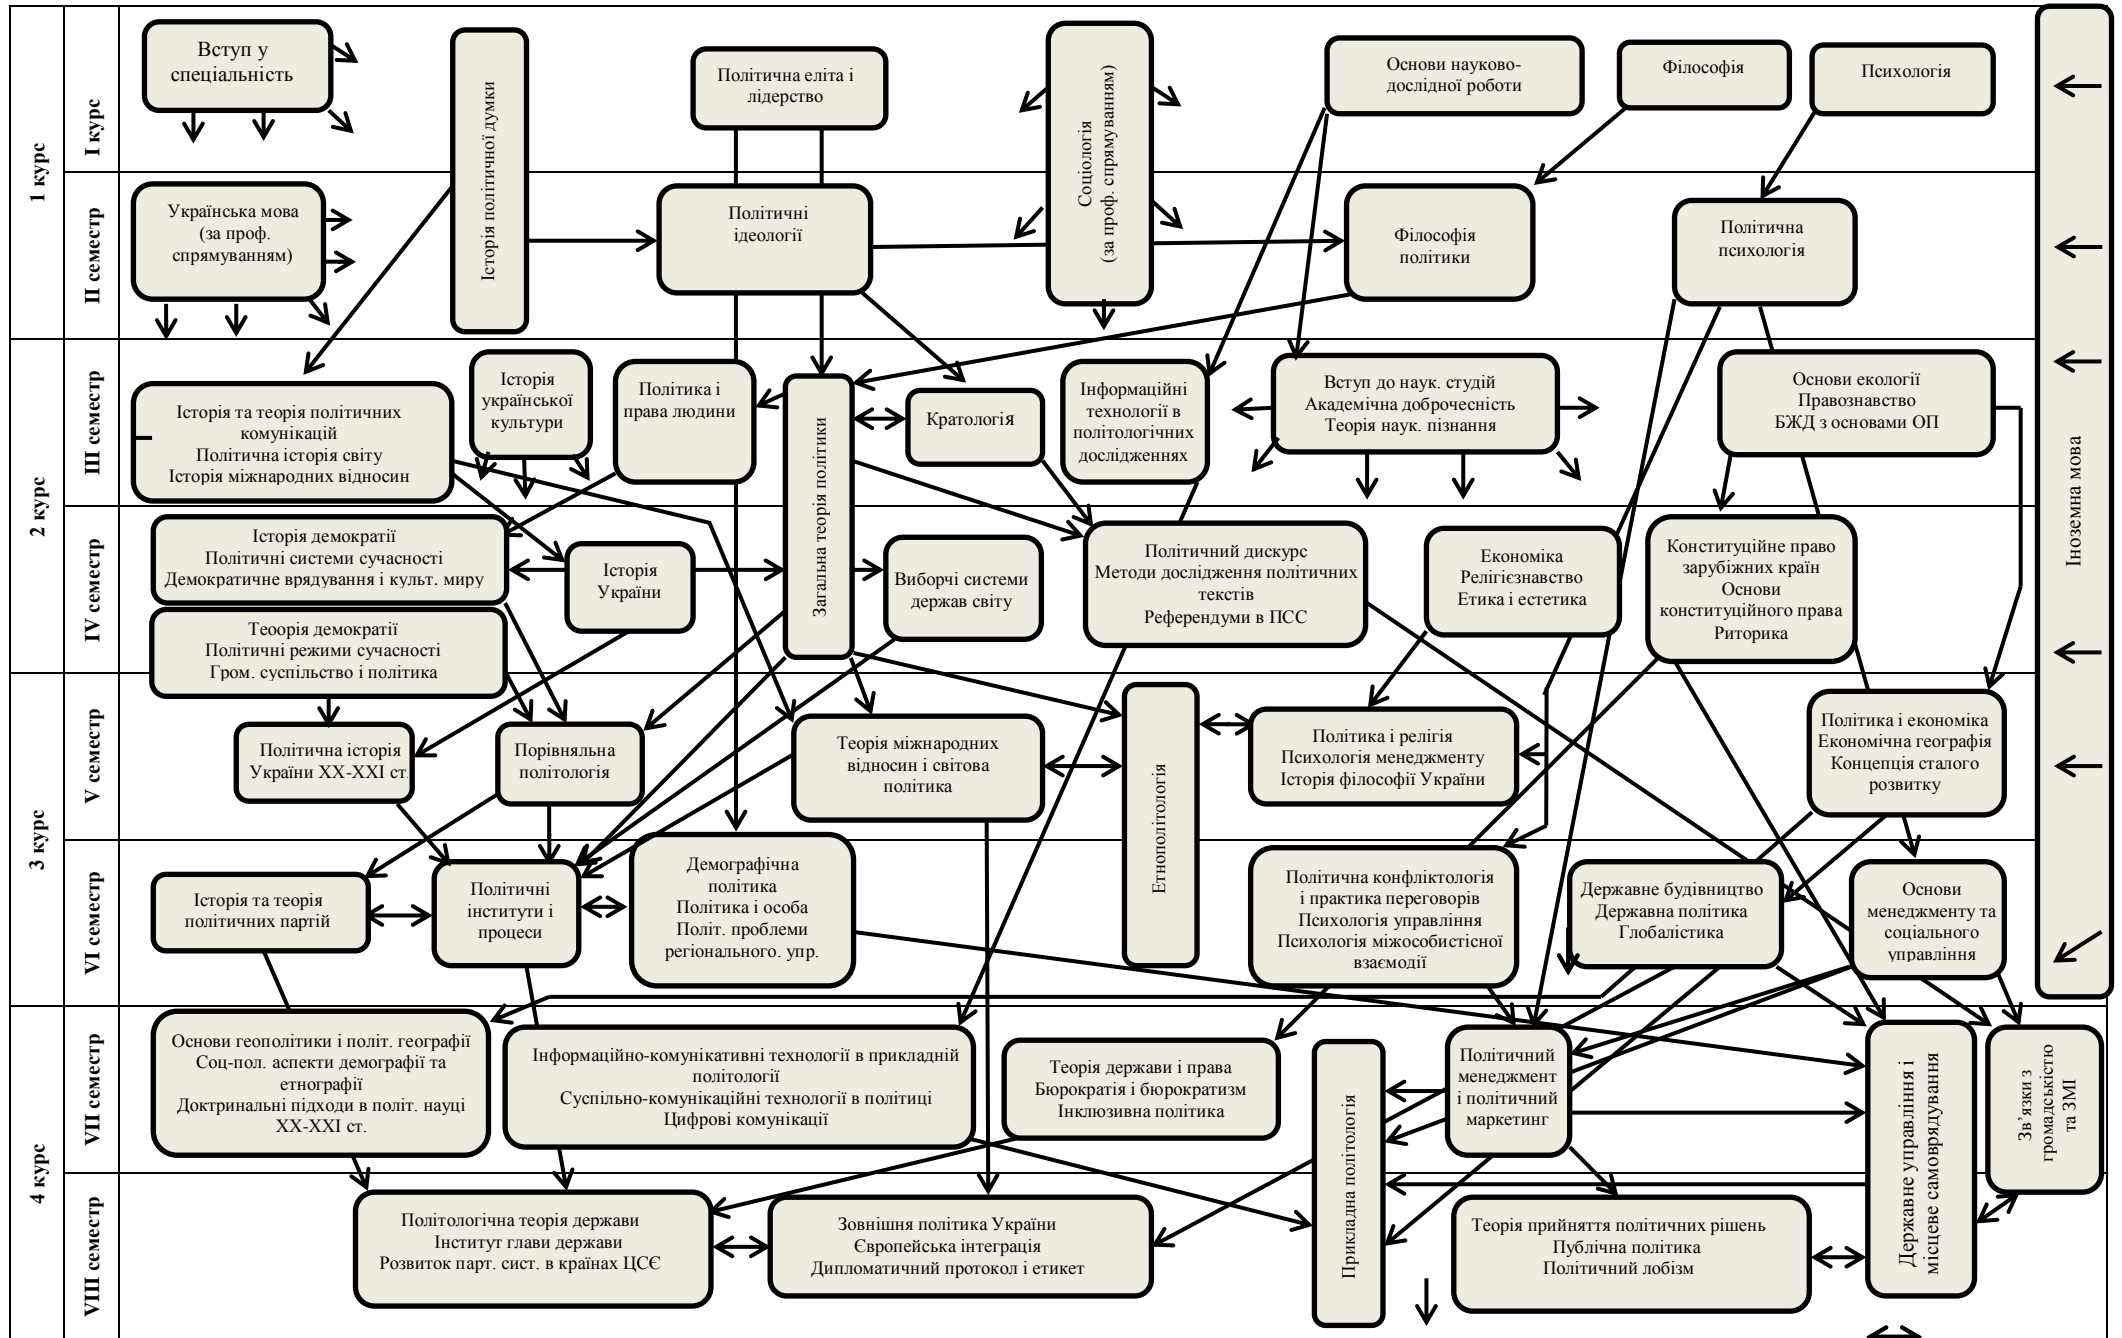 1 курс
І курс
Вступ у
спеціальність
Історія політичної думки
Політична еліта і
лідерство
Соціологія
(за проф. спрямуванням)
Основи науково-
дослідної роботи
Філософія
Психологія
Іноземна мова
ІІ семестр
Українська мова
(за проф.
спрямуванням)
Політичні
ідеології
Філософія
політики
Політична
психологія
2 курс
ІІІ семестр
Історія та теорія політичних
комунікацій
Політична історія світу
Історія міжнародних відносин
Історія
української
культури
Політика і
права людини
Загальна теорія політики
Кратологія
Інформаційні
технології в
політологічних
дослідженнях
Вступ до наук. студій
Академічна доброчесність
Теорія наук. пізнання
Основи екології
Правознавство
БЖД з основами ОП
ІV семестр
Історія демократії
Політичні системи сучасності
Демократичне врядування і культ. миру
Теоорія демократії
Політичні режими сучасності
Гром. суспільство і політика
Історія
України
Виборчі системи
держав світу
Політичний дискурс
Методи дослідження політичних
текстів
Референдуми в ПСС
Економіка
Релігієзнавство
Етика і естетика
Конституційне право
зарубіжних країн
Основи
конституційного права
Риторика
3 курс
V семестр
Політична історія
України ХХ-ХХІ ст.
Порівняльна
політологія
Теорія міжнародних
відносин і світова
політика
Етнополітологія
Політика і релігія
Психологія менеджменту
Історія філософії України
Політика і економіка
Економічна географія
Концепція сталого
розвитку
VI семестр
Історія та теорія
політичних партій
Політичні
інститути і
процеси
Демографічна
політика
Політика і особа
Політ. проблеми
регіонального. упр.
Політична конфліктологія
і практика переговорів
Психологія управління
Психологія міжособистісної
взаємодії
Державне будівництво
Державна політика
Глобалістика
Основи
менеджменту та
соціального
управління
4 курс
VII семестр
Основи геополітики і політ. географії
Соц-пол. аспекти демографії та
етнографії
Доктринальні підходи в політ. науці
ХХ-ХХІ ст.
Інформаційно-комунікативні технології в прикладній
політології
Суспільно-комунікаційні технології в політиці
Цифрові комунікації
Теорія держави і права
Бюрократія і бюрократизм
Інклюзивна політика
Прикладна політологія
Політичний
менеджмент
і політичний
маркетинг
Державне управління і
місцеве самоврядування
Зв’язки з
громадськістю
та ЗМІ
VIII семестр
Політологічна теорія держави
Інститут глави держави
Розвиток парт. сист. в країнах ЦСЄ
Зовнішня політика України
Європейська інтеграція
Дипломатичний протокол і етикет
Теорія прийняття політичних рішень
Публічна політика
Політичний лобізм